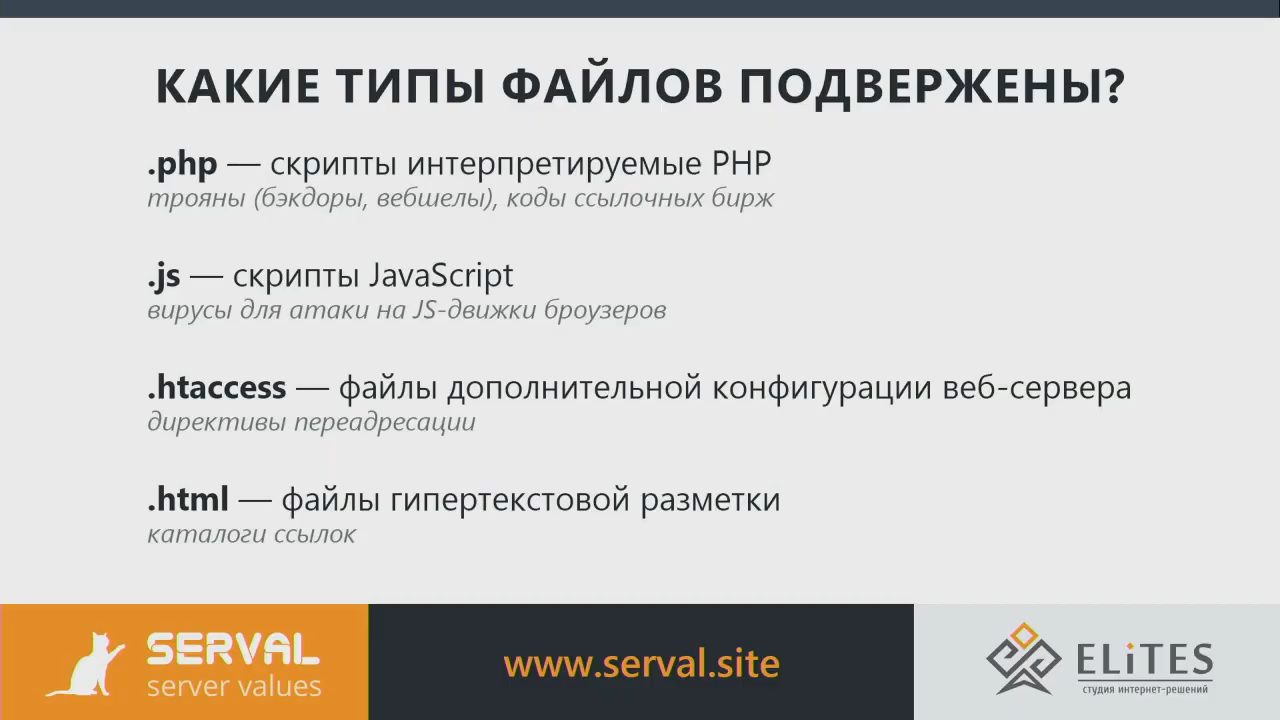 КАКИЕ ТИПЫ ФАЙЛОВ ПОДВЕРЖЕНЫ?
.php — скрипты интерпретируемые PHP
трояны (бэкдоры, вебшелы), коды ссылочных бирж
.js — скрипты JavaScript
вирусы для атаки на JS-движки броузеров
.htaccess — файлы дополнительной конфигурации веб-сервера
директивы переадресации
.html — файлы гипертекстовой разметки
каталоги ссылок
SERVAL
server values
www.serval.site
ELiTES
студия интернет-решений